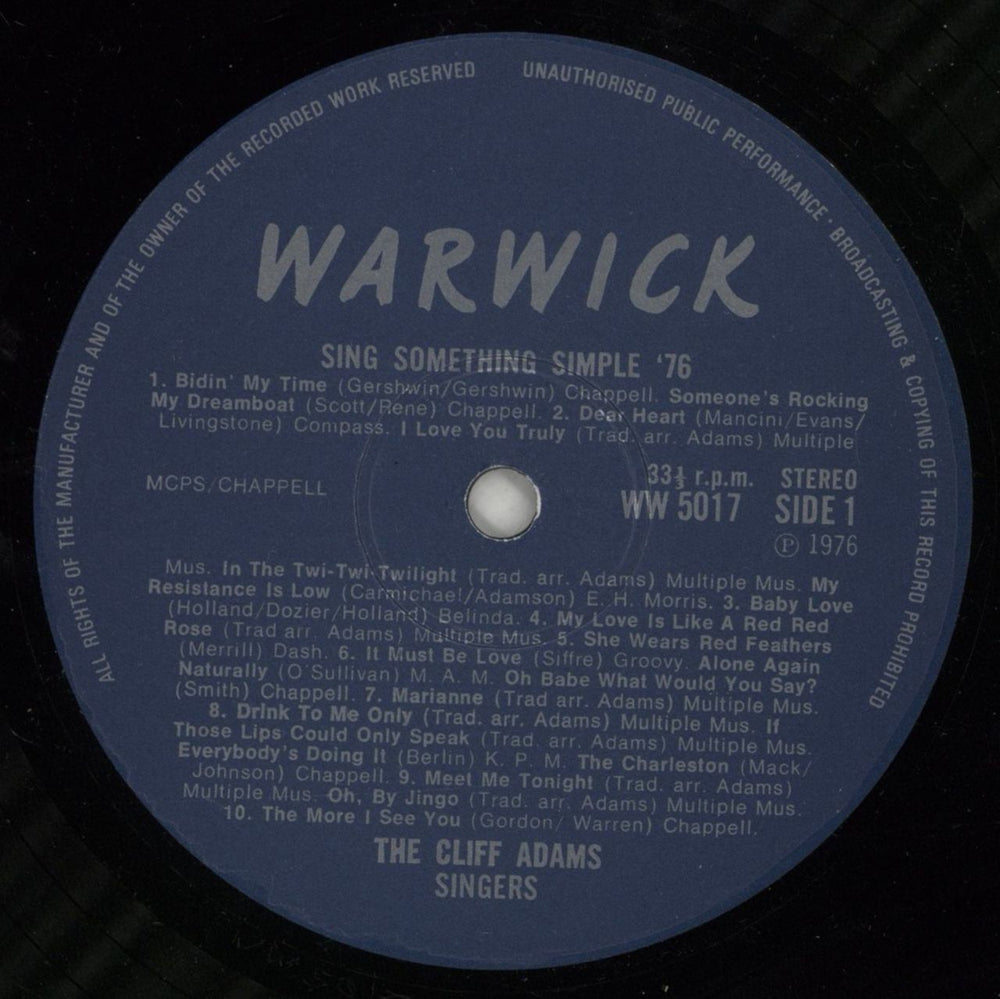 ALL RIGHTS OF THE MANUFACTURER AND OF THE OWNER OF THE RECORDED WORK RESERVED
UNAUTHORISED PUBLIC PERFORMANCE · BROADCASTING & COPYING OF THIS RECORD PROHIBITED
WARWICK
SING SOMETHING SIMPLE '76
1. Bidin' My Time (Gershwin/Gershwin) Chappell. Someone's Rocking
My Dreamboat (Scott/Rene) Chappell. 2. Dear Heart (Mancini/Evans/
Livingstone) Compass. I Love You Truly (Trad. arr. Adams) Multiple
MCPS/CHAPPELL
33⅓ r.p.m. STEREO
WW 5017 SIDE 1
Ⓟ 1976
Mus. In The Twi-Twi-Twilight (Trad. arr. Adams) Multiple Mus. My
Resistance Is Low (Carmichael/Adamson) E. H. Morris. 3. Baby Love
(Holland/Dozier/Holland) Belinda. 4. My Love Is Like A Red Red
Rose (Trad arr. Adams) Multiple Mus. 5. She Wears Red Feathers
(Merrill) Dash. 6. It Must Be Love (Siffre) Groovy. Alone Again
Naturally (O'Sullivan) M. A. M. Oh Babe What Would You Say?
(Smith) Chappell. 7. Marianne (Trad arr. Adams) Multiple Mus.
8. Drink To Me Only (Trad. arr. Adams) Multiple Mus. If
Those Lips Could Only Speak (Trad. arr. Adams) Multiple Mus.
Everybody's Doing It (Berlin) K. P. M. The Charleston (Mack/
Johnson) Chappell. 9. Meet Me Tonight (Trad. arr. Adams)
Multiple Mus. Oh, By Jingo (Trad. arr. Adams) Multiple Mus.
10. The More I See You (Gordon/ Warren) Chappell.
THE CLIFF ADAMS
SINGERS